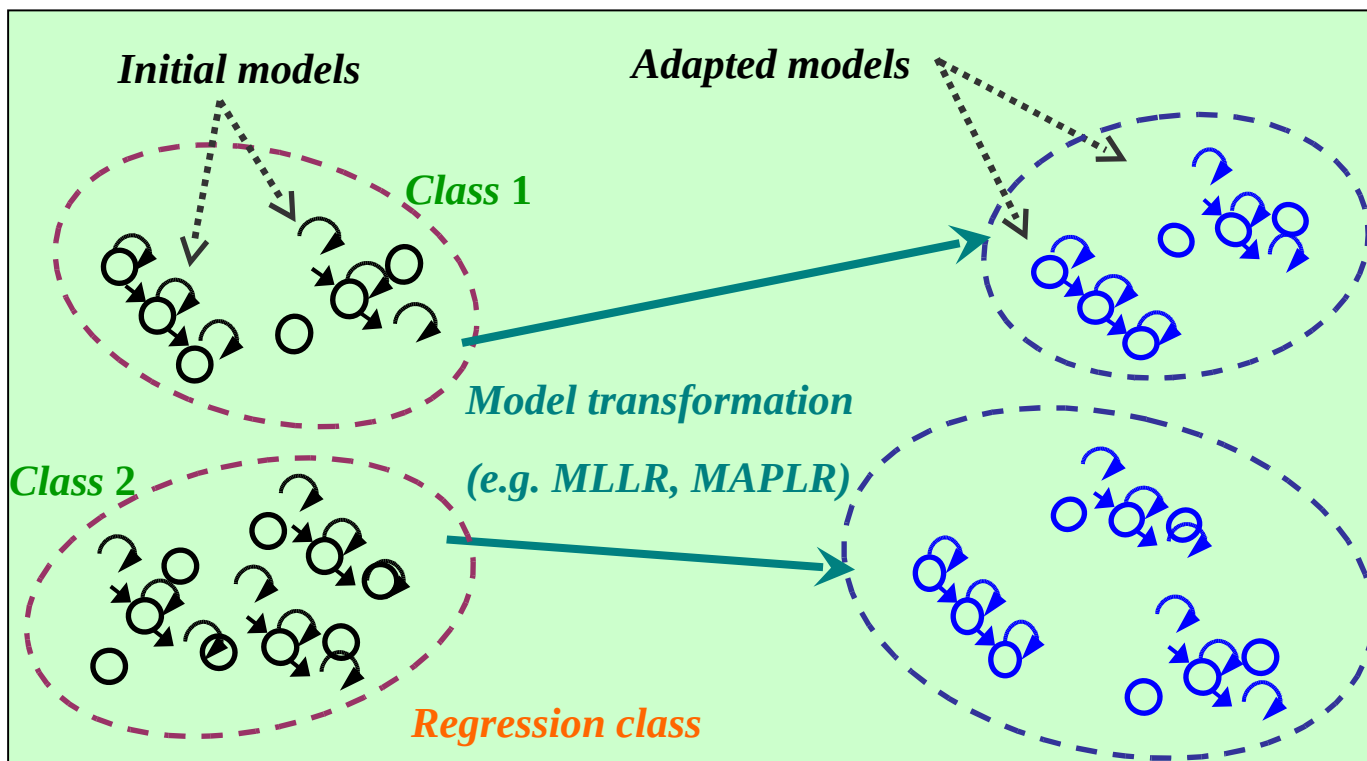 Initial models
Adapted models
Class 1
Model transformation
(e.g. MLLR, MAPLR)
Class 2
Regression class